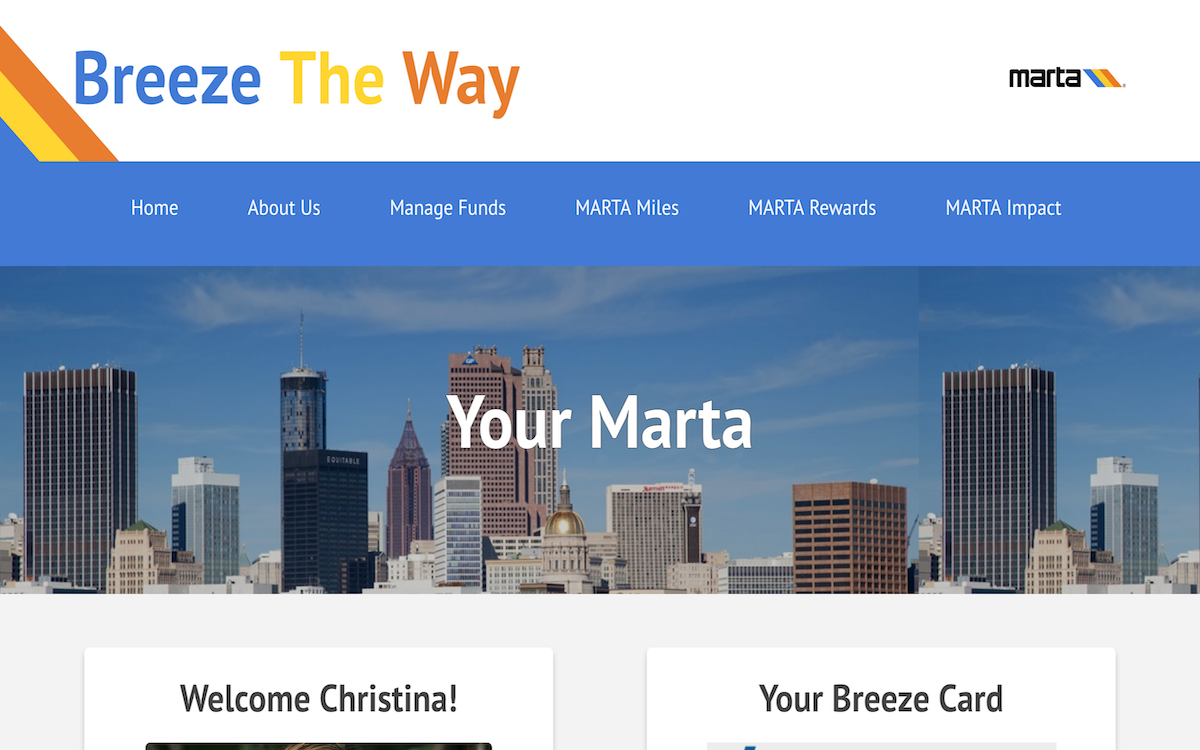 Breeze The Way
marta
Home About Us Manage Funds MARTA Miles MARTA Rewards MARTA Impact
Your Marta
EQUITABLE
Welcome Christina!
Your Breeze Card